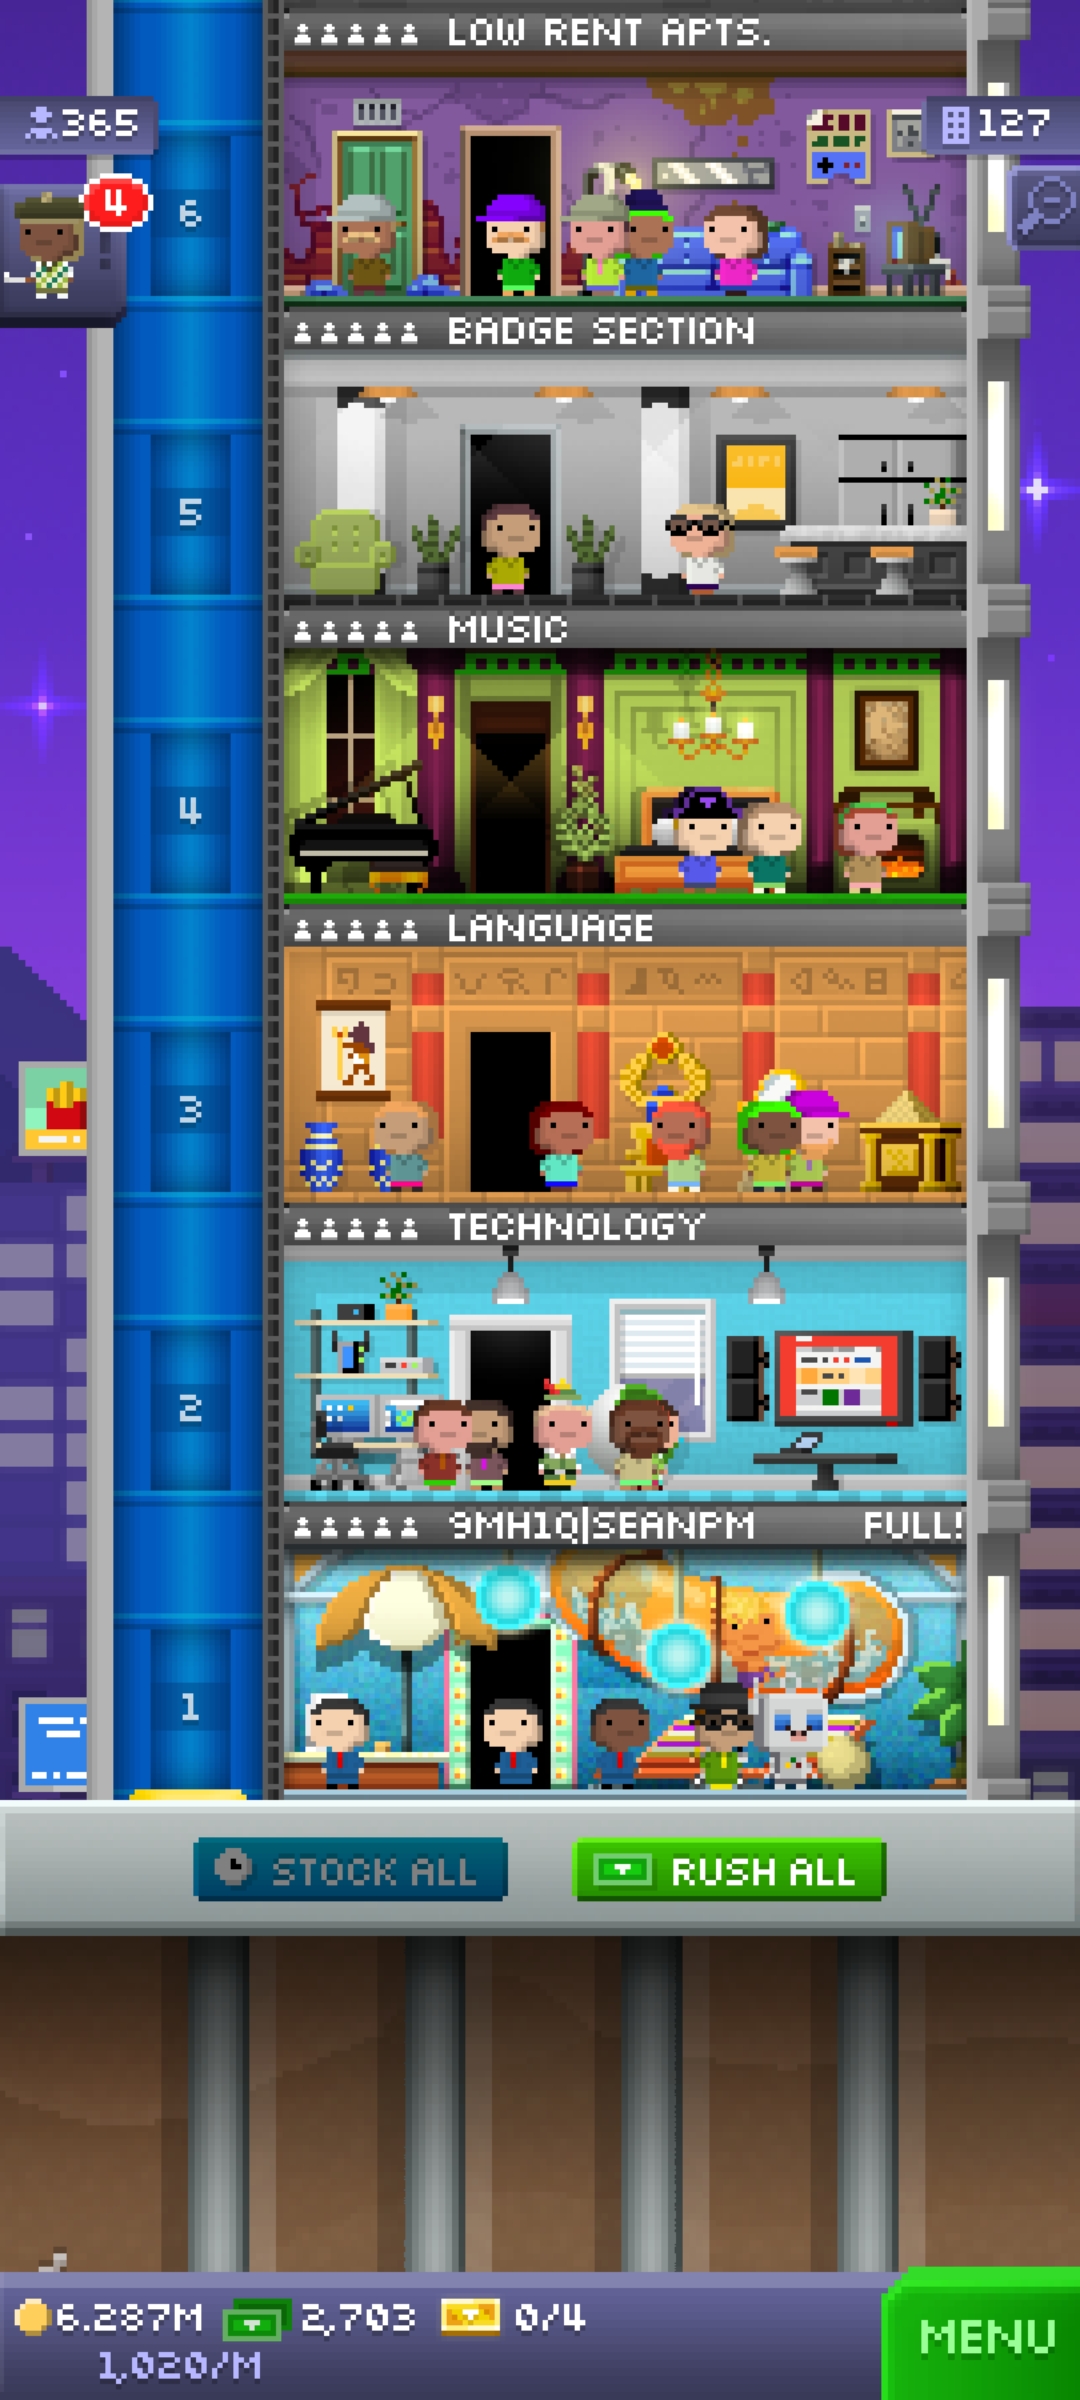 LOW RENT APTS.
365
127
4
6
BADGE SECTION
5
MUSIC
4
LANGUAGE
3
TECHNOLOGY
2
9MH1Q|SEANPM FULL!
1
STOCK ALL
RUSH ALL
6.287M 2,703 0/4
1,020/M
MENU